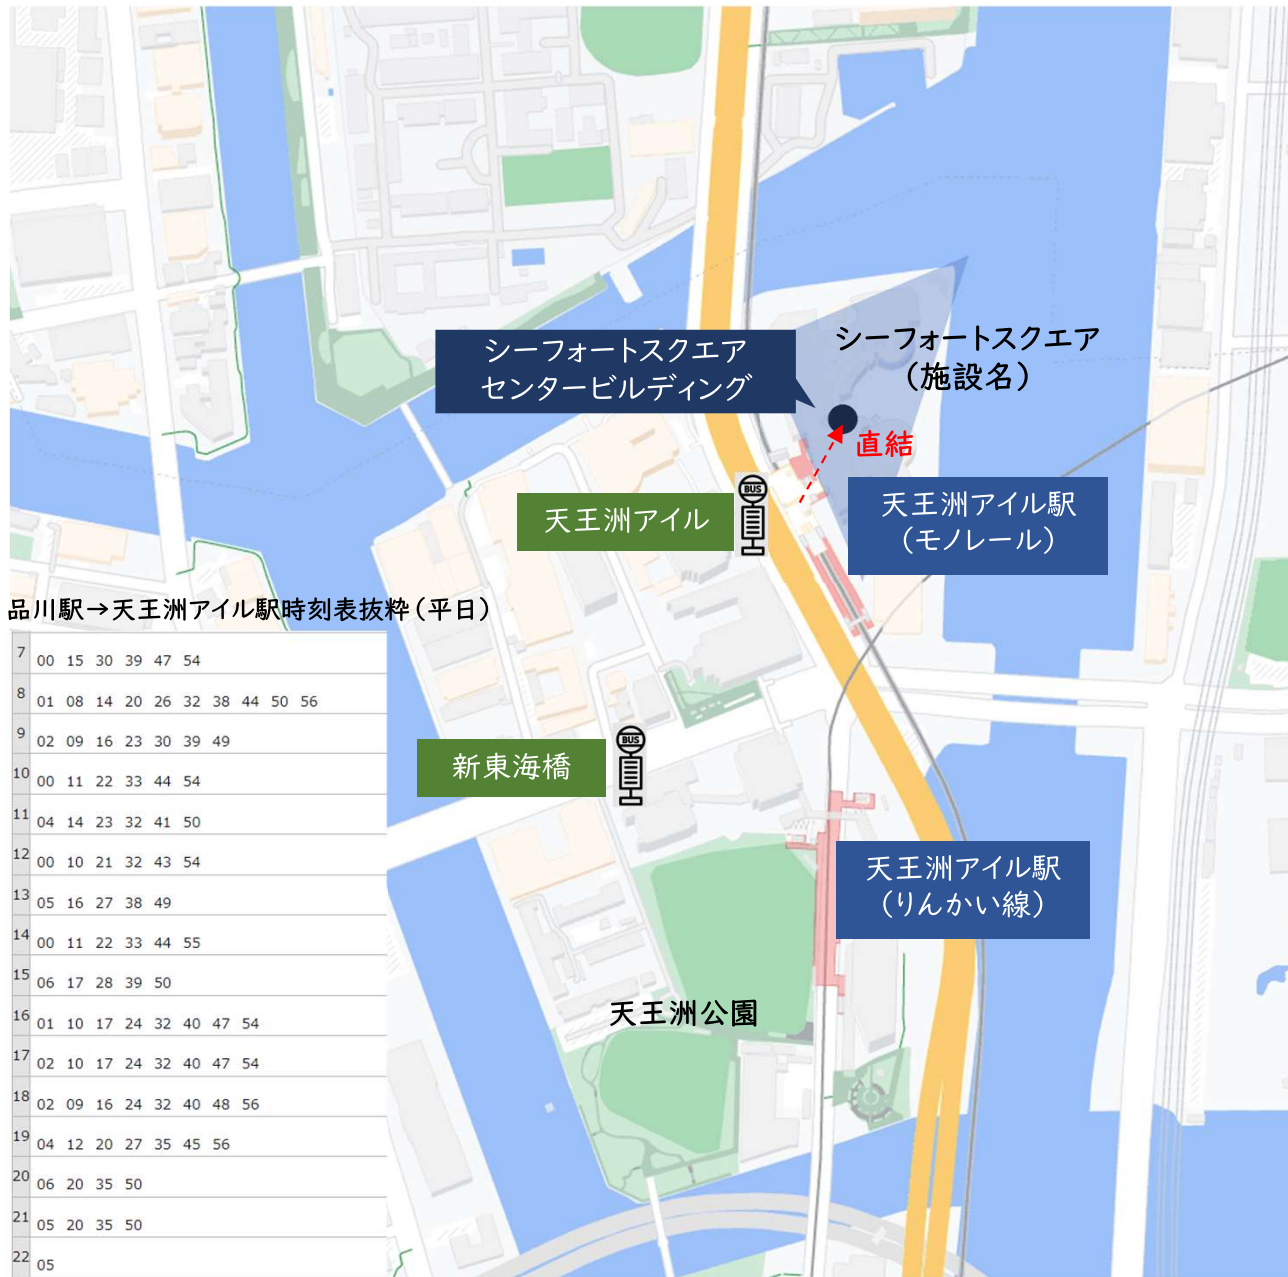 シーフォートスクエア
センタービルディング
シーフォートスクエア
（施設名）
直結
天王洲アイル
BUS
天王洲アイル駅
（モノレール）
品川駅→天王洲アイル駅時刻表抜粋（平日）
7 00 15 30 39 47 54
8 01 08 14 20 26 32 38 44 50 56
9 02 09 16 23 30 39 49
10 00 11 22 33 44 54
11 04 14 23 32 41 50
12 00 10 21 32 43 54
13 05 16 27 38 49
14 00 11 22 33 44 55
15 06 17 28 39 50
16 01 10 17 24 32 40 47 54
17 02 10 17 24 32 40 47 54
18 02 09 16 24 32 40 48 56
19 04 12 20 27 35 45 56
20 06 20 35 50
21 05 20 35 50
22 05
新東海橋
BUS
天王洲アイル駅
（りんかい線）
天王洲公園